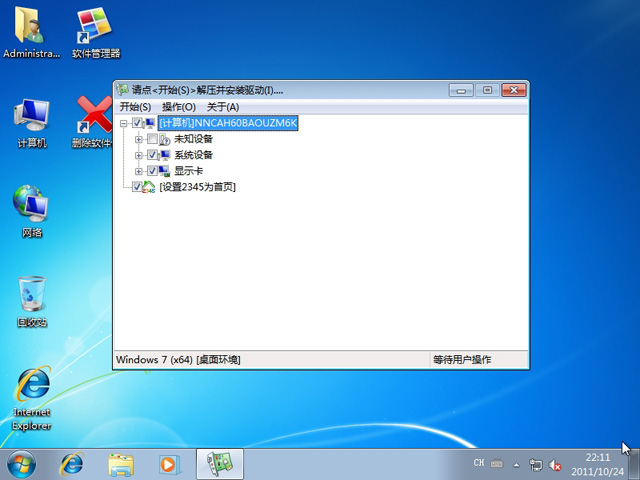 Administra...
软件管理器
计算机
删除软件
网络
回收站
Internet
Explorer
请点<开始(S)>解压并安装驱动(I)....
开始(S) 操作(O) 关于(A)
[计算机]NNCAH60BAOUZM6K
未知设备
系统设备
显示卡
[设置2345为首页]
Windows 7 (x64) [桌面环境] 等待用户操作
CH
22:11
2011/10/24